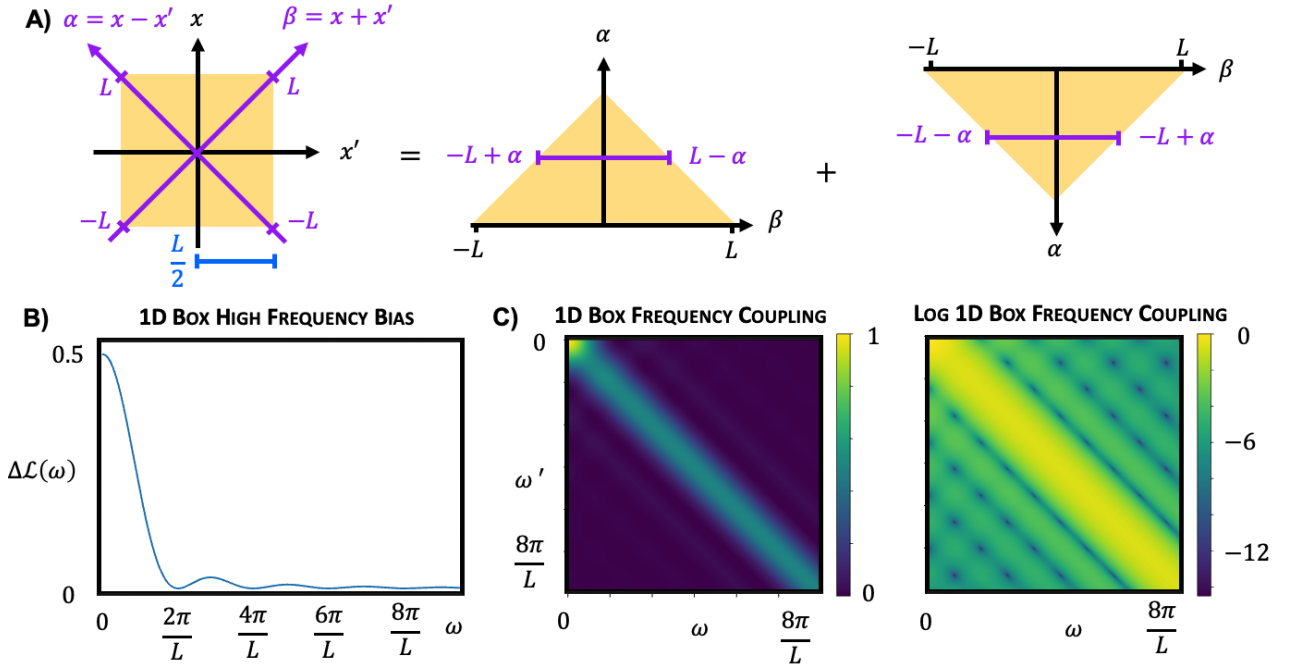 A)
α = x − x′
x
β = x + x′
L
L
x′
−L
−L
L/2
=
α
−L + α
L − α
β
−L
L
+
−L
L
β
−L − α
−L + α
α
B)
1D BOX HIGH FREQUENCY BIAS
0.5
Δℒ(ω)
0
0
2π/L
4π/L
6π/L
8π/L
ω
C)
1D BOX FREQUENCY COUPLING
0
ω ′
8π/L
0
ω
8π/L
1
0
LOG 1D BOX FREQUENCY COUPLING
0
ω
8π/L
0
−6
−12